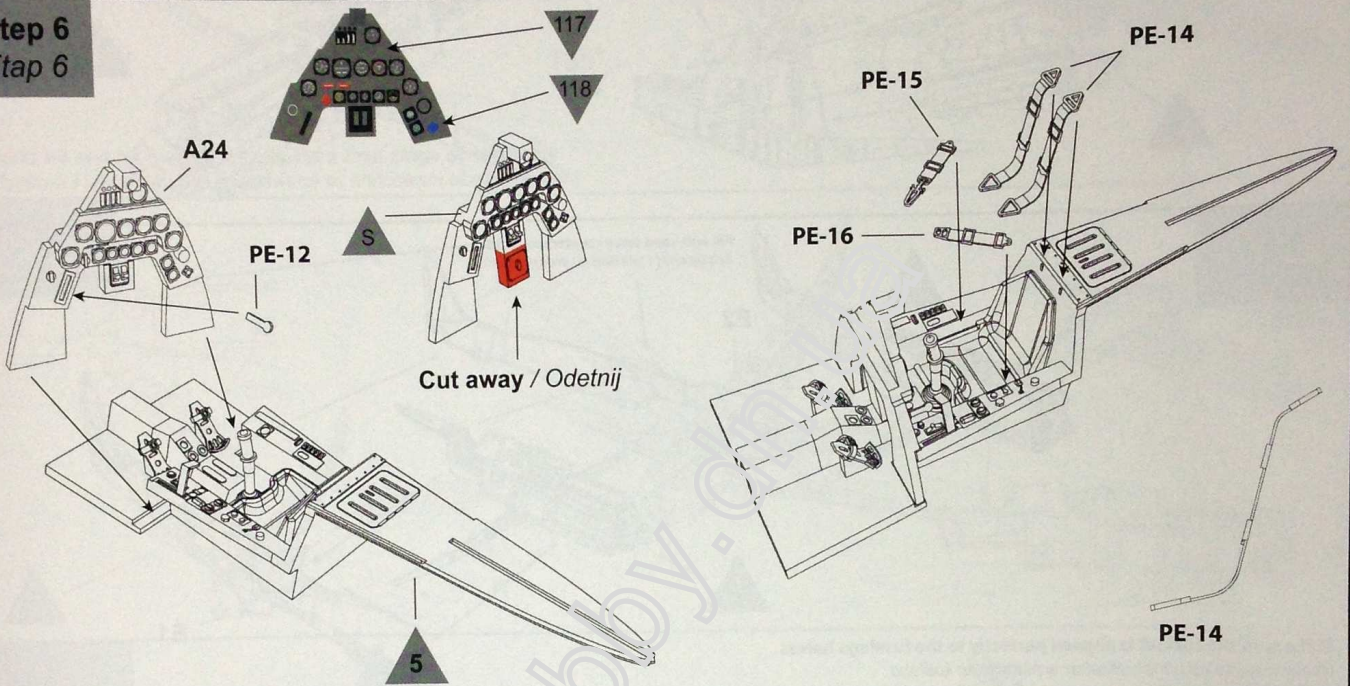 tep 6
tap 6
117
118
A24
PE-12
S
Cut away / Odetnij
5
PE-14
PE-15
PE-16
PE-14